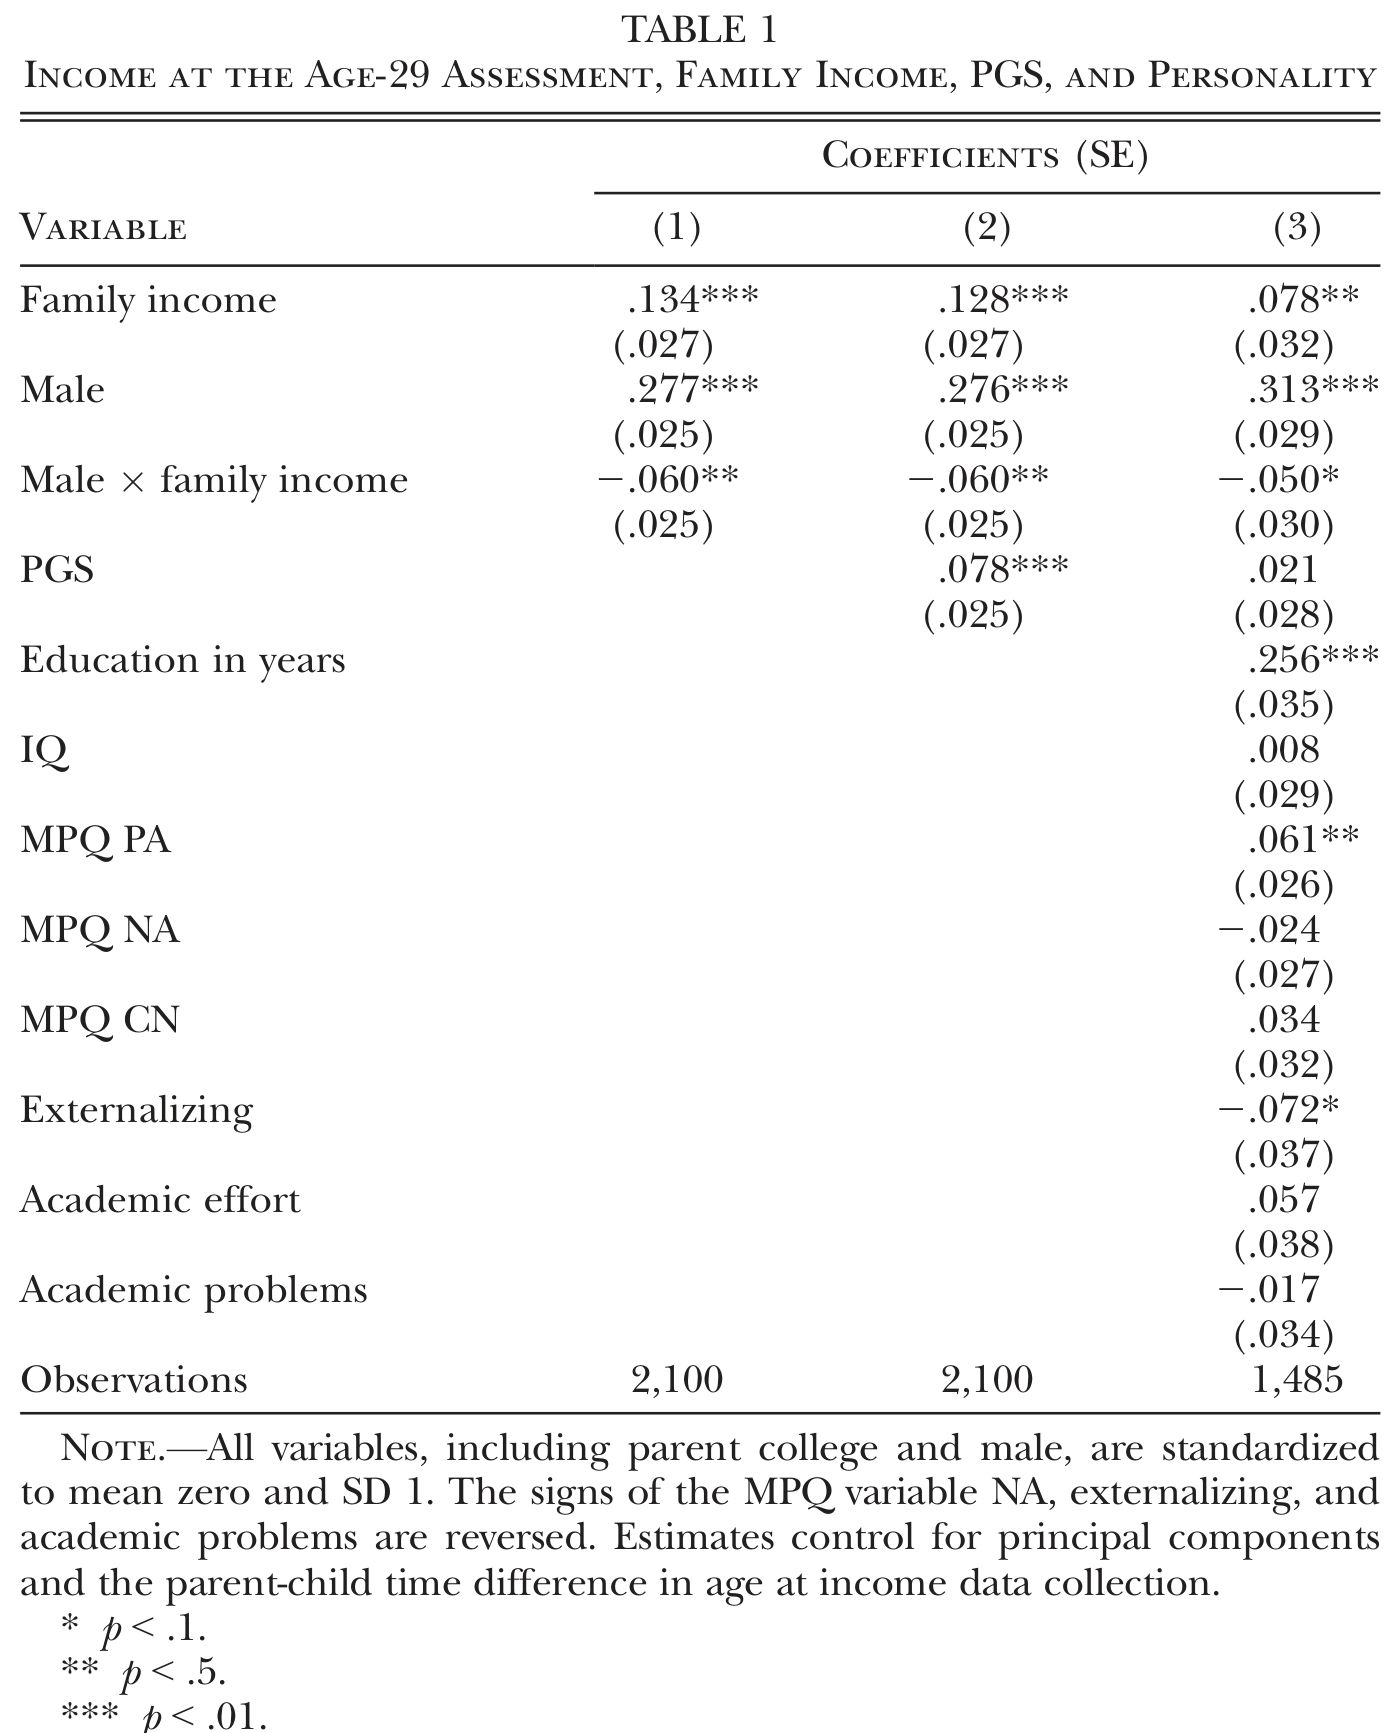 TABLE 1
Income at the Age-29 Assessment, Family Income, PGS, and Personality
Coefficients (SE)
Variable (1) (2) (3)
Family income .134*** .128*** .078**
(.027) (.027) (.032)
Male .277*** .276*** .313***
(.025) (.025) (.029)
Male × family income −.060** −.060** −.050*
(.025) (.025) (.030)
PGS .078*** .021
(.025) (.028)
Education in years .256***
(.035)
IQ .008
(.029)
MPQ PA .061**
(.026)
MPQ NA −.024
(.027)
MPQ CN .034
(.032)
Externalizing −.072*
(.037)
Academic effort .057
(.038)
Academic problems −.017
(.034)
Observations 2,100 2,100 1,485
Note.—All variables, including parent college and male, are standardized
to mean zero and SD 1. The signs of the MPQ variable NA, externalizing, and
academic problems are reversed. Estimates control for principal components
and the parent-child time difference in age at income data collection.
* p < .1.
** p < .5.
*** p < .01.